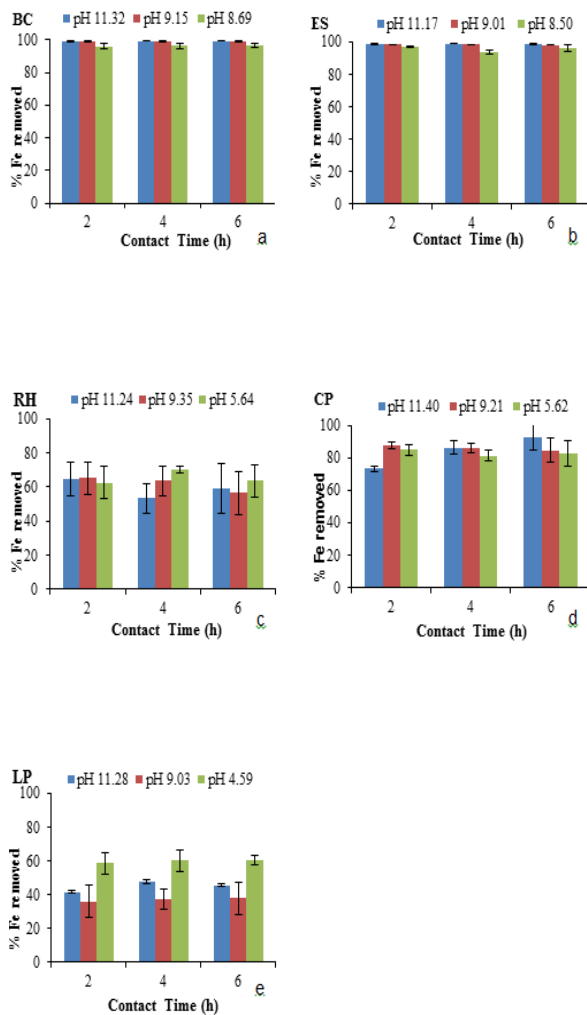 BC
pH 11.32 pH 9.15 pH 8.69
% Fe removed
100
80
60
40
20
0
2 4 6
Contact Time (h)
a
ES
pH 11.17 pH 9.01 pH 8.50
% Fe removed
100
80
60
40
20
0
2 4 6
Contact Time (h)
b
RH
pH 11.24 pH 9.35 pH 5.64
% Fe removed
100
80
60
40
20
0
2 4 6
Contact Time (h)
c
CP
pH 11.40 pH 9.21 pH 5.62
% Fe removed
100
80
60
40
20
0
2 4 6
Contact Time (h)
d
LP
pH 11.28 pH 9.03 pH 4.59
% Fe removed
100
80
60
40
20
0
2 4 6
Contact Time (h)
e